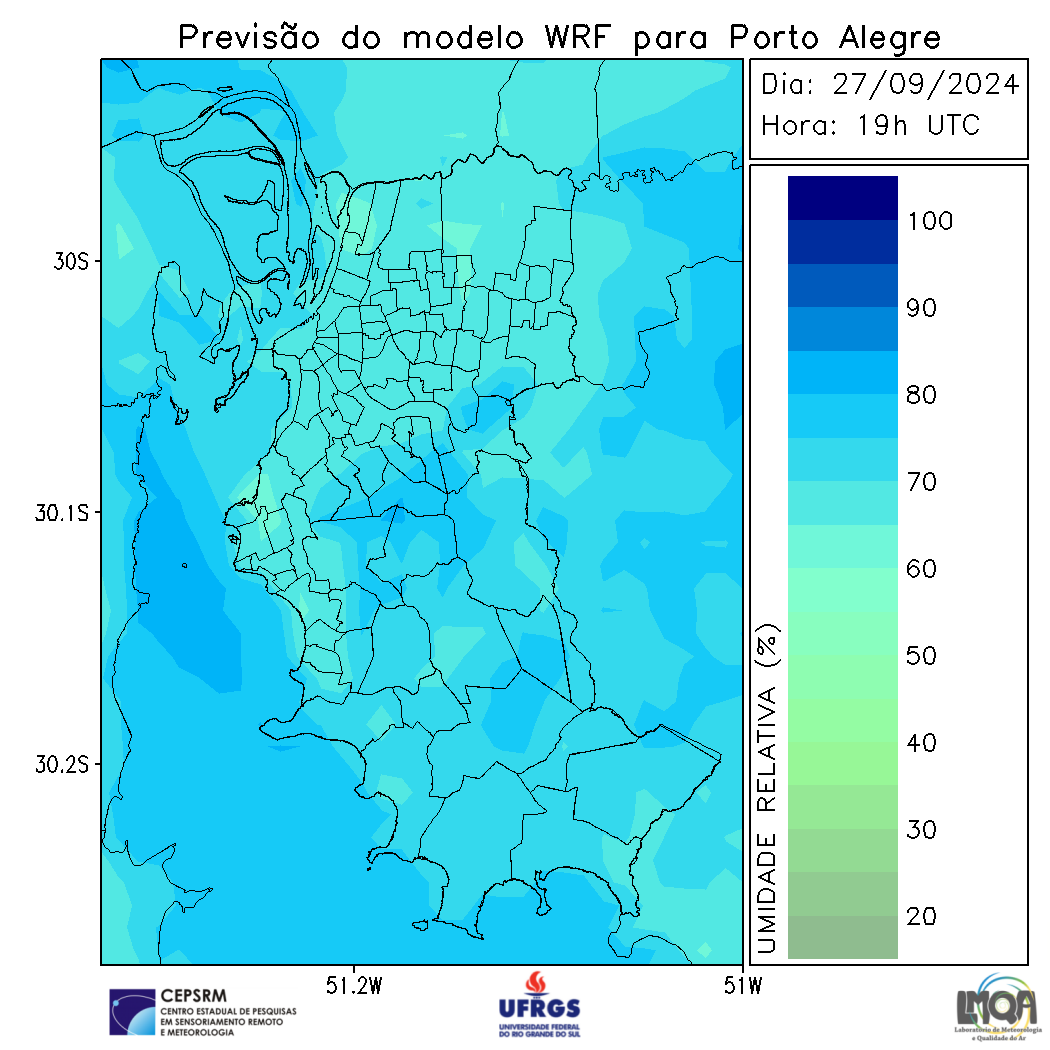 Previsão do modelo WRF para Porto Alegre
Dia: 27/09/2024
Hora: 19h UTC
100
90
80
70
60
50
40
30
20
UMIDADE RELATIVA (%)
30S
30.1S
30.2S
51.2W
51W
CEPSRM
CENTRO ESTADUAL DE PESQUISAS
EM SENSORIAMENTO REMOTO
E METEOROLOGIA
UFRGS
UNIVERSIDADE FEDERAL
DO RIO GRANDE DO SUL
LMQA
Laboratório de Meteorologia
e Qualidade do Ar